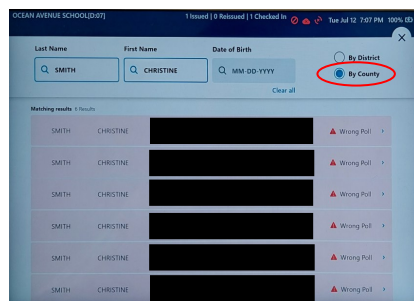 OCEAN AVENUE SCHOOL[D:07] 1 Issued | 0 Reissued | 1 Checked In Tue Jul 12 7:07 PM 100%
Last Name First Name Date of Birth
By District
SMITH CHRISTINE MM-DD-YYYY
By County
Clear all
Matching results 6 Results
SMITH CHRISTINE Wrong Poll
SMITH CHRISTINE Wrong Poll
SMITH CHRISTINE Wrong Poll
SMITH CHRISTINE Wrong Poll
SMITH CHRISTINE Wrong Poll
SMITH CHRISTINE Wrong Poll